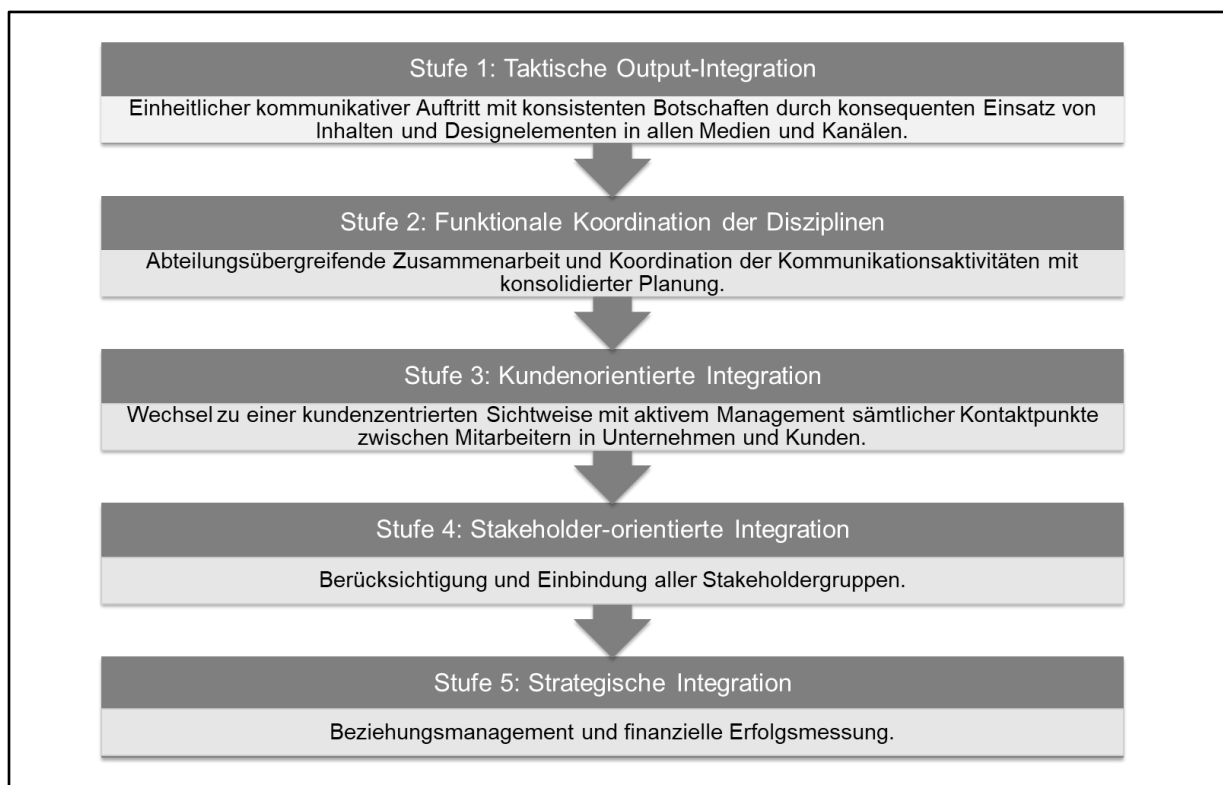 Stufe 1: Taktische Output-Integration
Einheitlicher kommunikativer Auftritt mit konsistenten Botschaften durch konsequenten Einsatz von
Inhalten und Designelementen in allen Medien und Kanälen.
Stufe 2: Funktionale Koordination der Disziplinen
Abteilungsübergreifende Zusammenarbeit und Koordination der Kommunikationsaktivitäten mit
konsolidierter Planung.
Stufe 3: Kundenorientierte Integration
Wechsel zu einer kundenzentrierten Sichtweise mit aktivem Management sämtlicher Kontaktpunkte
zwischen Mitarbeitern in Unternehmen und Kunden.
Stufe 4: Stakeholder-orientierte Integration
Berücksichtigung und Einbindung aller Stakeholdergruppen.
Stufe 5: Strategische Integration
Beziehungsmanagement und finanzielle Erfolgsmessung.